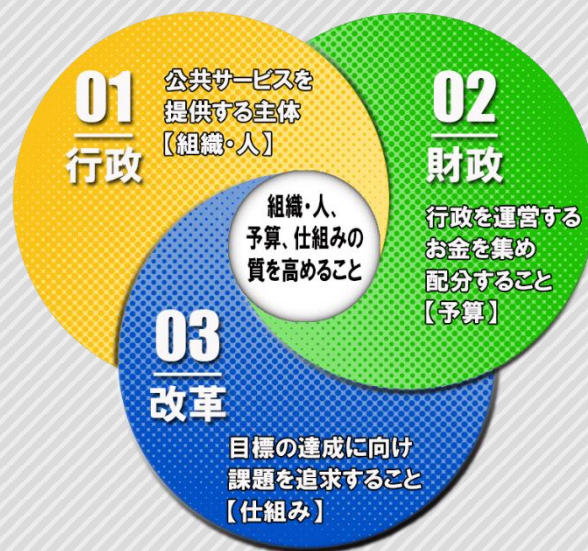 01
行政
公共サービスを
提供する主体
【組織・人】
02
財政
行政を運営する
お金を集め
配分すること
【予算】
組織・人、
予算、仕組みの
質を高めること
03
改革
目標の達成に向け
課題を追求すること
【仕組み】